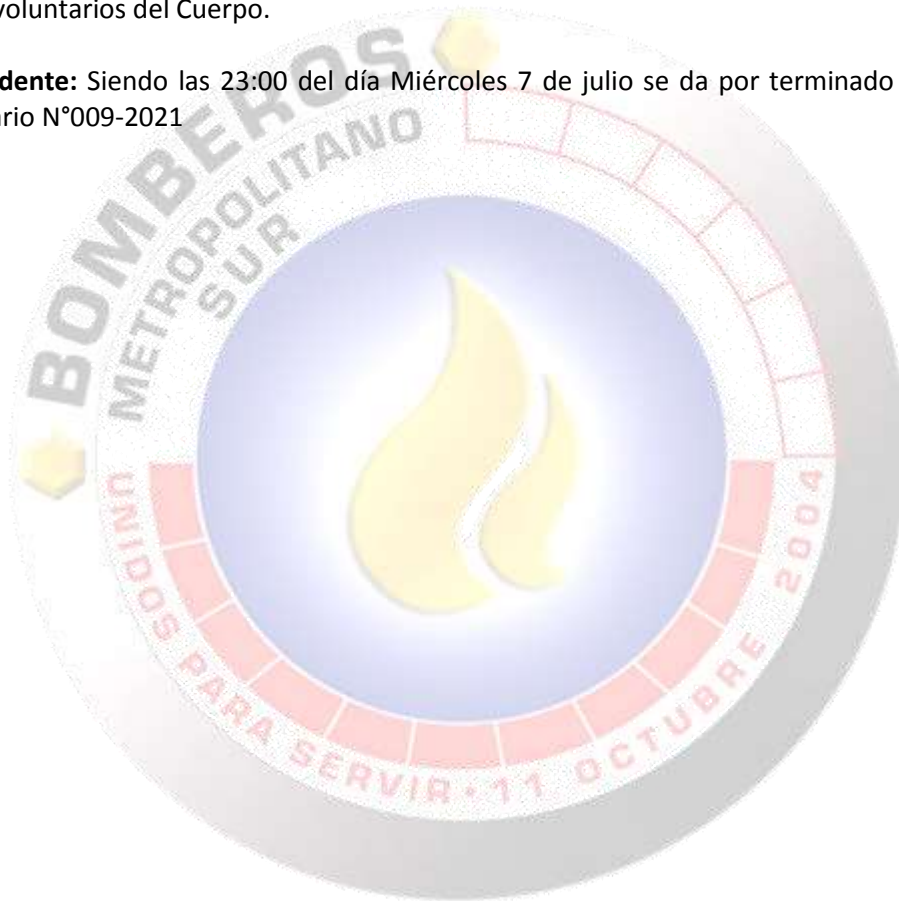 voluntarios del Cuerpo.
dente: Siendo las 23:00 del día Miércoles 7 de julio se da por terminado
ario N°009-2021
BOMBEROS
METROPOLITANO
SUR
UNIDOS PARA SERVIR • 11 OCTUBRE 2004